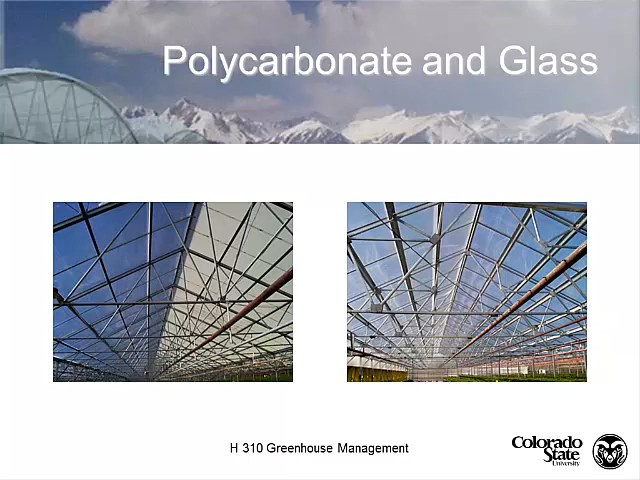 Polycarbonate and Glass
H 310 Greenhouse Management
Colorado
State
University